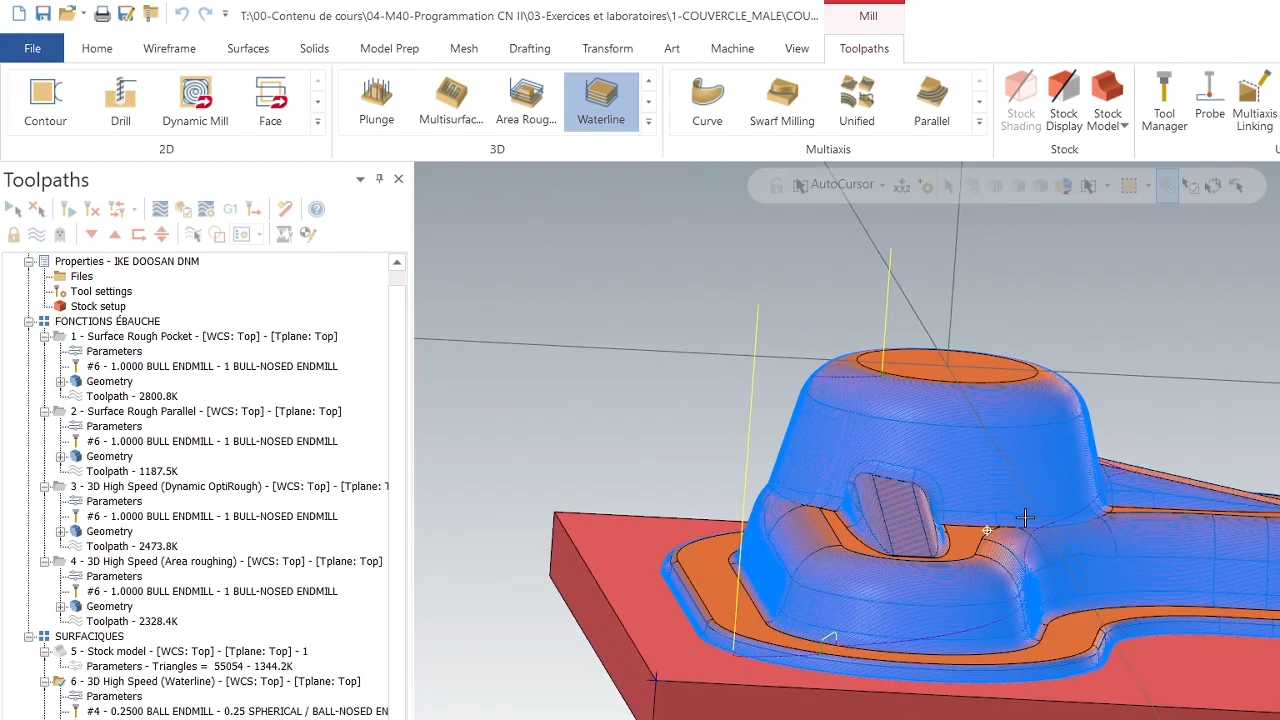 T:\00-Contenu de cours\04-M40-Programmation CN II\03-Exercices et laboratoires\1-COUVERCLE_MALE\COU...
Mill
File
Home
Wireframe
Surfaces
Solids
Model Prep
Mesh
Drafting
Transform
Art
Machine
View
Toolpaths
Contour
Drill
Dynamic Mill
Face
Plunge
Multisurfac...
Area Roug...
Waterline
Curve
Swarf Milling
Unified
Parallel
Stock Shading
Stock Display
Stock Model
Tool Manager
Probe
Multiaxis Linking
2D
3D
Multiaxis
Stock
Toolpaths
AutoCursor
G1
Properties - IKE DOOSAN DNM
Files
Tool settings
Stock setup
FONCTIONS ÉBAUCHE
1 - Surface Rough Pocket - [WCS: Top] - [Tplane: Top]
Parameters
#6 - 1.0000 BULL ENDMILL - 1 BULL-NOSED ENDMILL
Geometry
Toolpath - 2800.8K
2 - Surface Rough Parallel - [WCS: Top] - [Tplane: Top]
Parameters
#6 - 1.0000 BULL ENDMILL - 1 BULL-NOSED ENDMILL
Geometry
Toolpath - 1187.5K
3 - 3D High Speed (Dynamic OptiRough) - [WCS: Top] - [Tplane: T
Parameters
#6 - 1.0000 BULL ENDMILL - 1 BULL-NOSED ENDMILL
Geometry
Toolpath - 2473.8K
4 - 3D High Speed (Area roughing) - [WCS: Top] - [Tplane: Top]
Parameters
#6 - 1.0000 BULL ENDMILL - 1 BULL-NOSED ENDMILL
Geometry
Toolpath - 2328.4K
SURFACIQUES
5 - Stock model - [WCS: Top] - [Tplane: Top] - 1
Parameters - Triangles = 55054 - 1344.2K
6 - 3D High Speed (Waterline) - [WCS: Top] - [Tplane: Top]
Parameters
#4 - 0.2500 BALL ENDMILL - 0.25 SPHERICAL / BALL-NOSED EN